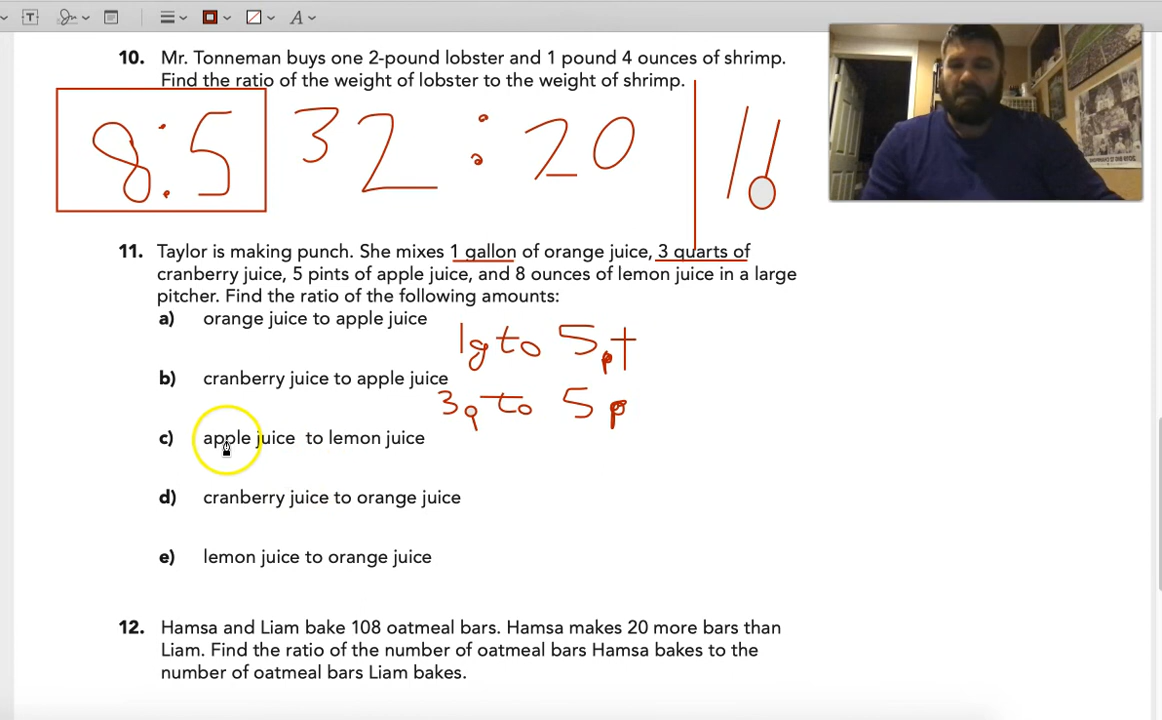 10. Mr. Tonneman buys one 2-pound lobster and 1 pound 4 ounces of shrimp.
Find the ratio of the weight of lobster to the weight of shrimp.
8:5 32 : 20
11. Taylor is making punch. She mixes 1 gallon of orange juice, 3 quarts of
cranberry juice, 5 pints of apple juice, and 8 ounces of lemon juice in a large
pitcher. Find the ratio of the following amounts:
a) orange juice to apple juice
1g to 5pt
b) cranberry juice to apple juice
3q to 5p
c) apple juice to lemon juice
d) cranberry juice to orange juice
e) lemon juice to orange juice
12. Hamsa and Liam bake 108 oatmeal bars. Hamsa makes 20 more bars than
Liam. Find the ratio of the number of oatmeal bars Hamsa bakes to the
number of oatmeal bars Liam bakes.